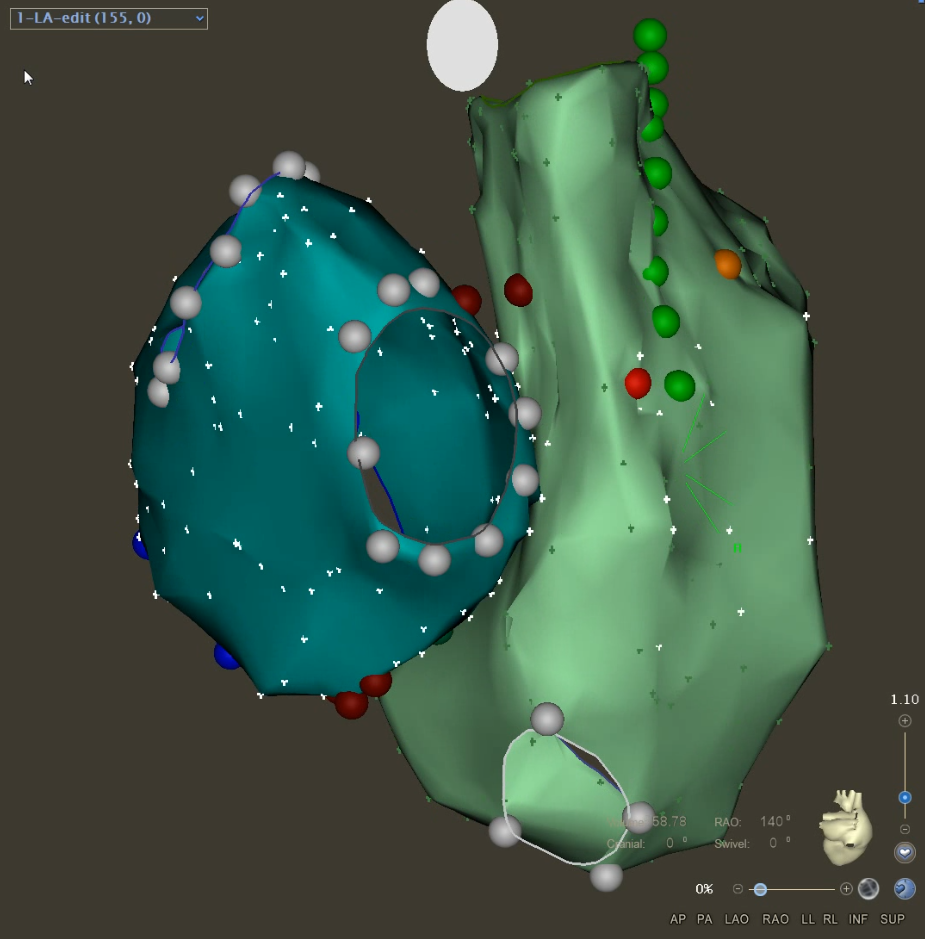 1-LA-edit (155, 0)
1.10
58.78 RAO: 140 °
Cranial: 0 ° Swivel: 0 °
0%
AP PA LAO RAO LL RL INF SUP